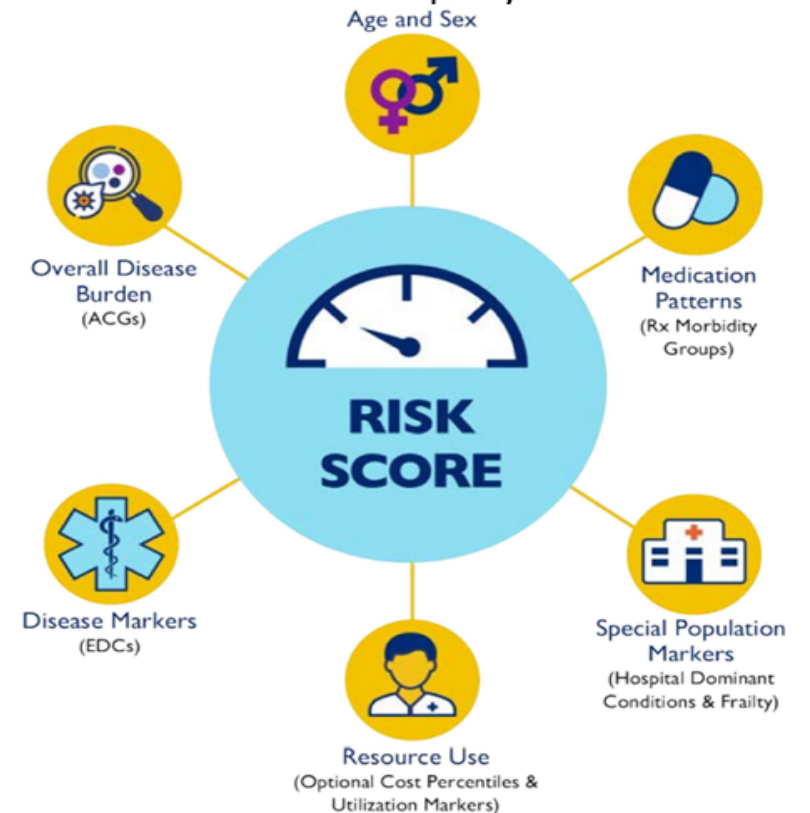 Age and Sex
Overall Disease
Burden
(ACGs)
Medication
Patterns
(Rx Morbidity
Groups)
RISK
SCORE
Disease Markers
(EDCs)
Special Population
Markers
(Hospital Dominant
Conditions & Frailty)
Resource Use
(Optional Cost Percentiles &
Utilization Markers)